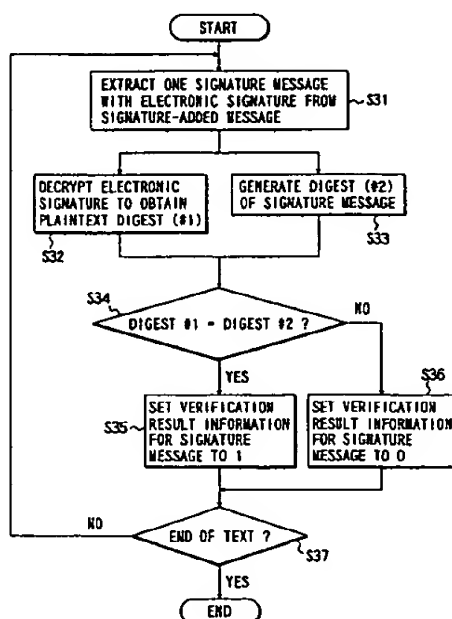 START
EXTRACT ONE SIGNATURE MESSAGE
WITH ELECTRONIC SIGNATURE FROM
SIGNATURE-ADDED MESSAGE
S31
DECRYPT ELECTRONIC
SIGNATURE TO OBTAIN
PLAINTEXT DIGEST (#1)
S32
GENERATE DIGEST (#2)
OF SIGNATURE MESSAGE
S33
S34
DIGEST #1 = DIGEST #2 ?
NO
YES
S35
SET VERIFICATION
RESULT INFORMATION
FOR SIGNATURE
MESSAGE TO 1
S36
SET VERIFICATION
RESULT INFORMATION
FOR SIGNATURE
MESSAGE TO 0
NO
END OF TEXT ?
S37
YES
END